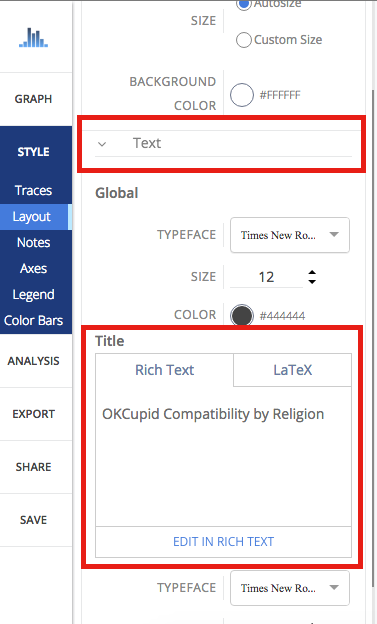 Autosize
SIZE
Custom Size
BACKGROUND
COLOR
#FFFFFF
GRAPH
STYLE
Traces
Layout
Notes
Axes
Legend
Color Bars
ANALYSIS
EXPORT
SHARE
SAVE
Text
Global
TYPEFACE Times New Ro...
SIZE 12
COLOR #444444
Title
Rich Text LaTeX
OKCupid Compatibility by Religion
EDIT IN RICH TEXT
TYPEFACE Times New Ro...